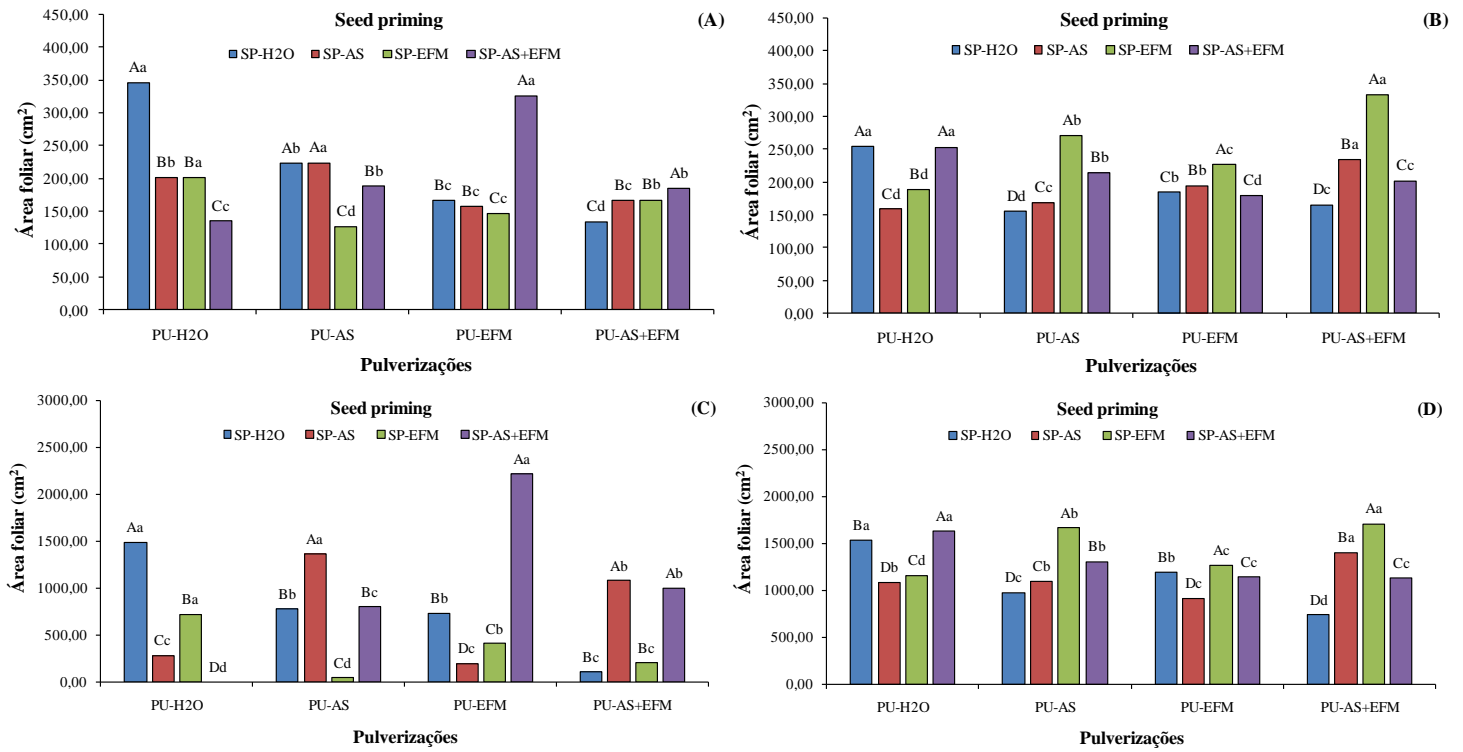 Seed priming (A)
SP-H2O SP-AS SP-EFM SP-AS+EFM
Área foliar (cm²)
450,00
400,00
350,00
300,00
250,00
200,00
150,00
100,00
50,00
0,00
Aa Bb Ba Cc
Ab Aa Cd Bb
Bc Bc Cc Aa
Cd Bc Bb Ab
PU-H2O PU-AS PU-EFM PU-AS+EFM
Pulverizações
Seed priming (B)
SP-H2O SP-AS SP-EFM SP-AS+EFM
Área foliar (cm²)
450,00
400,00
350,00
300,00
250,00
200,00
150,00
100,00
50,00
0,00
Aa Cd Bd Aa
Dd Cc Ab Bb
Cb Bb Ac Cd
Dc Ba Aa Cc
PU-H2O PU-AS PU-EFM PU-AS+EFM
Pulverizações
Seed priming (C)
SP-H2O SP-AS SP-EFM SP-AS+EFM
Área foliar (cm²)
3000,00
2500,00
2000,00
1500,00
1000,00
500,00
0,00
Aa Cc Ba Dd
Bb Aa Cd Bc
Bb Dc Cb Aa
Bc Ab Bc Ab
PU-H2O PU-AS PU-EFM PU-AS+EFM
Pulverizações
Seed priming (D)
SP-H2O SP-AS SP-EFM SP-AS+EFM
Área foliar (cm²)
3000,00
2500,00
2000,00
1500,00
1000,00
500,00
0,00
Ba Db Cd Aa
Dc Cb Ab Bb
Bb Dc Ac Cc
Dd Ba Aa Cc
PU-H2O PU-AS PU-EFM PU-AS+EFM
Pulverizações